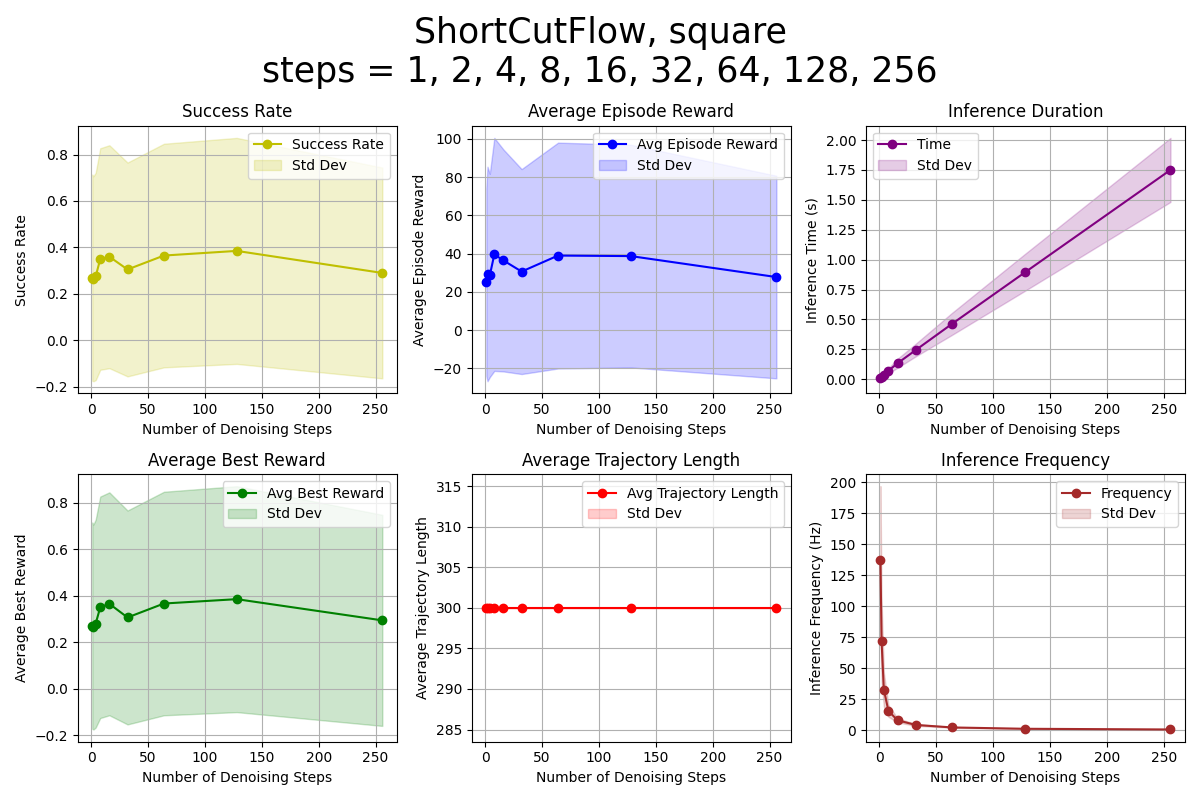 ShortCutFlow, square
steps = 1, 2, 4, 8, 16, 32, 64, 128, 256
Success Rate
Success Rate
0.8
0.6
0.4
0.2
0.0
−0.2
0 50 100 150 200 250
Number of Denoising Steps
Success Rate
Std Dev
Average Episode Reward
Average Episode Reward
100
80
60
40
20
0
−20
0 50 100 150 200 250
Number of Denoising Steps
Avg Episode Reward
Std Dev
Inference Duration
Inference Time (s)
2.00
1.75
1.50
1.25
1.00
0.75
0.50
0.25
0.00
0 50 100 150 200 250
Number of Denoising Steps
Time
Std Dev
Average Best Reward
Average Best Reward
0.8
0.6
0.4
0.2
0.0
−0.2
0 50 100 150 200 250
Number of Denoising Steps
Avg Best Reward
Std Dev
Average Trajectory Length
Average Trajectory Length
315
310
305
300
295
290
285
0 50 100 150 200 250
Number of Denoising Steps
Avg Trajectory Length
Std Dev
Inference Frequency
Inference Frequency (Hz)
200
175
150
125
100
75
50
25
0
0 50 100 150 200 250
Number of Denoising Steps
Frequency
Std Dev